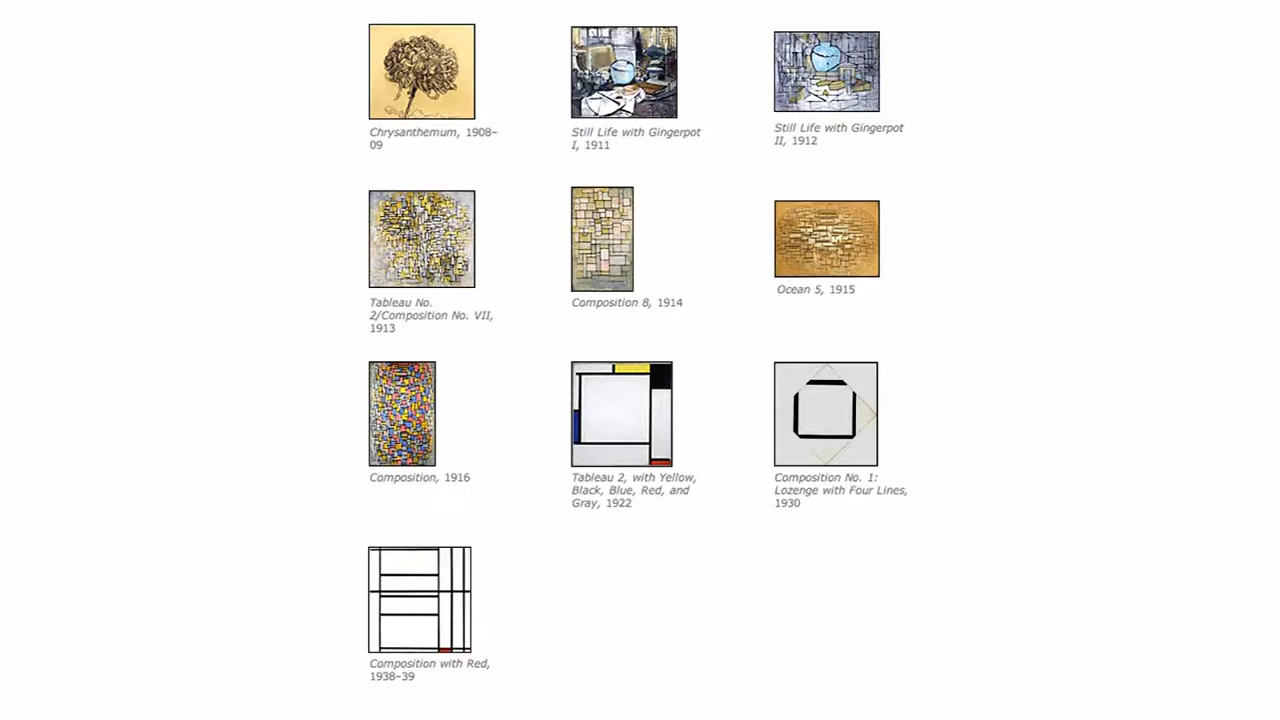 Chrysanthemum, 1908–
09
Still Life with Gingerpot
I, 1911
Still Life with Gingerpot
II, 1912
Tableau No.
2/Composition No. VII,
1913
Composition 8, 1914
Ocean 5, 1915
Composition, 1916
Tableau 2, with Yellow,
Black, Blue, Red, and
Gray, 1922
Composition No. 1:
Lozenge with Four Lines,
1930
Composition with Red,
1938–39